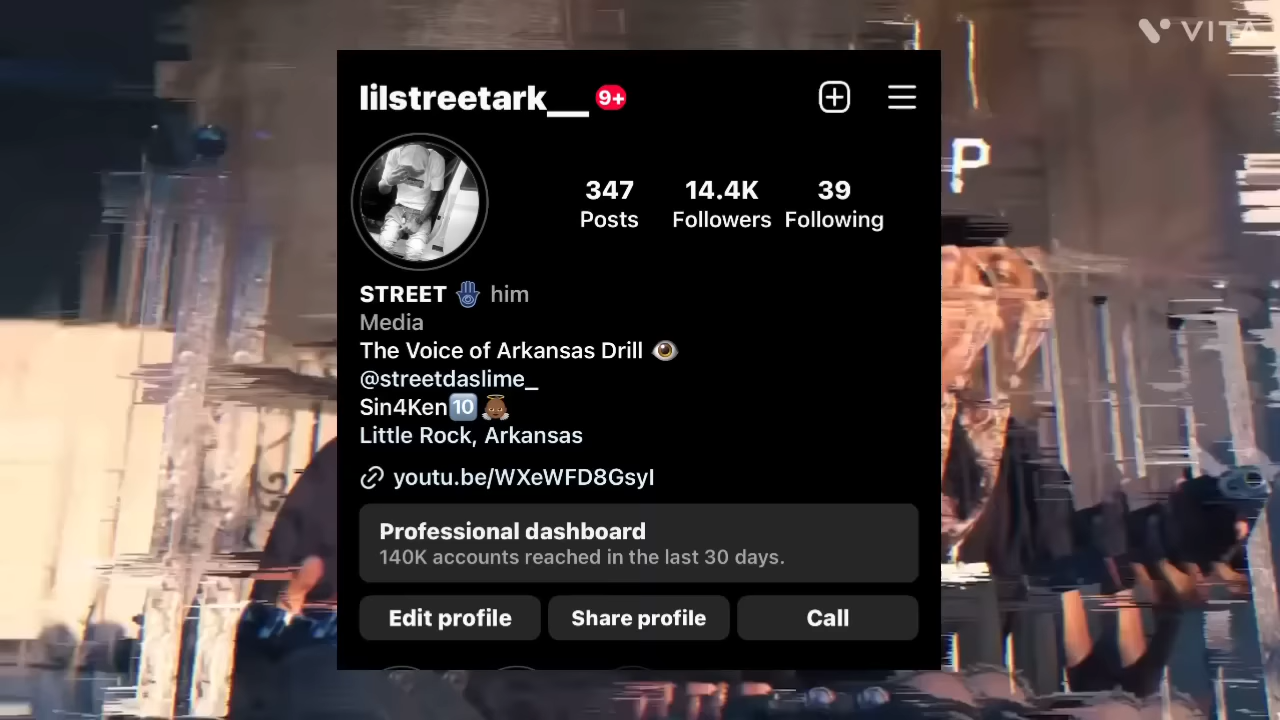 VITA
P
lilstreetark__ 9+
347 14.4K 39
Posts Followers Following
STREET 🪬 him
Media
The Voice of Arkansas Drill 👁️
@streetdaslime_
Sin4Ken🔟👼🏾
Little Rock, Arkansas
youtu.be/WXeWFD8GsyI
Professional dashboard
140K accounts reached in the last 30 days.
Edit profile Share profile Call